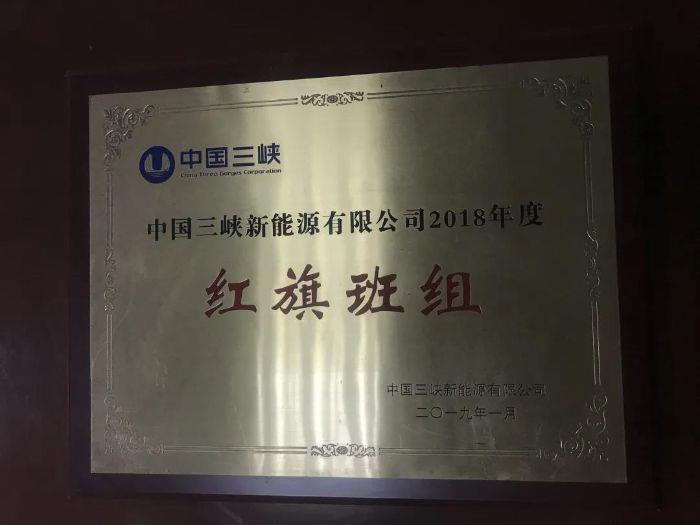 中国三峡
China Three Gorges Corporation
中国三峡新能源有限公司2018年度
红旗班组
中国三峡新能源有限公司
二〇一九年一月